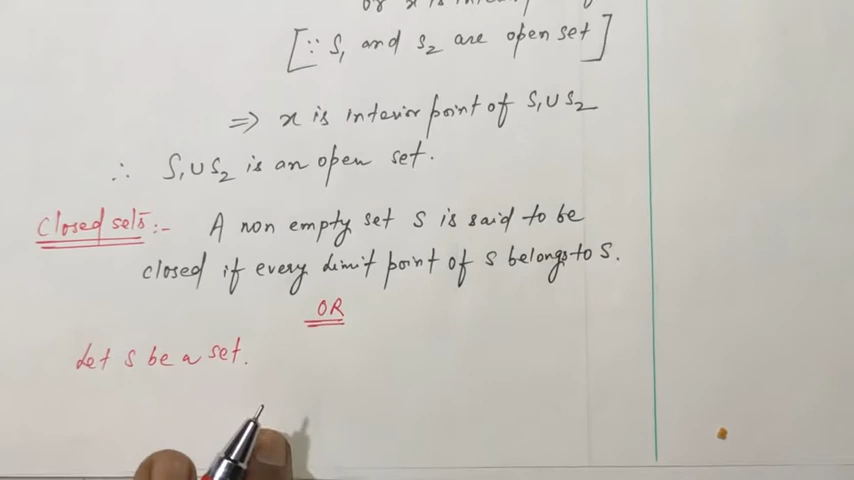 or x is
[∵ S₁ and S₂ are open set]
⇒ x is interior point of S₁∪S₂
∴ S₁∪S₂ is an open set.
Closed sets:- A non empty set S is said to be
closed if every limit point of S belongs to S.
OR
Let S be a set.